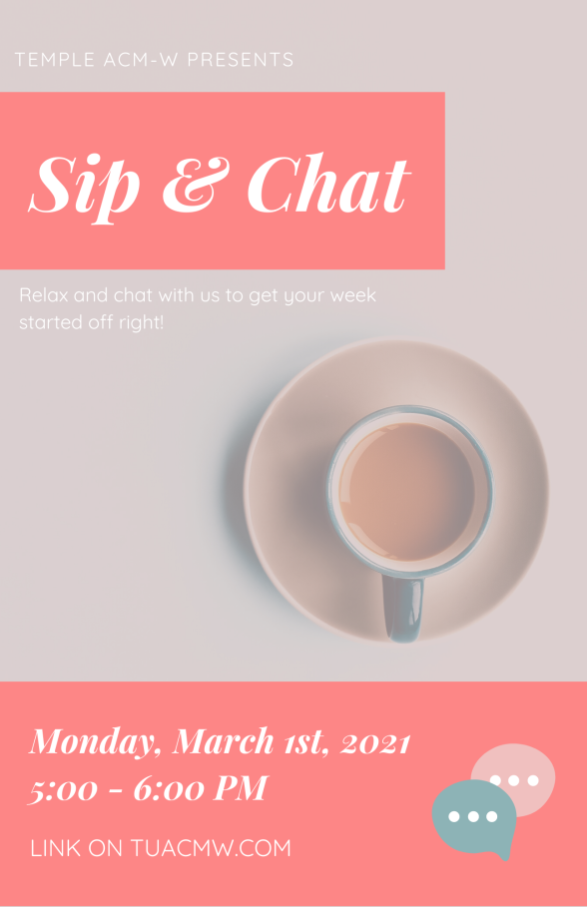 TEMPLE ACM-W PRESENTS
Sip & Chat
Relax and chat with us to get your week
started off right!
Monday, March 1st, 2021
5:00 - 6:00 PM
LINK ON TUACMW.COM